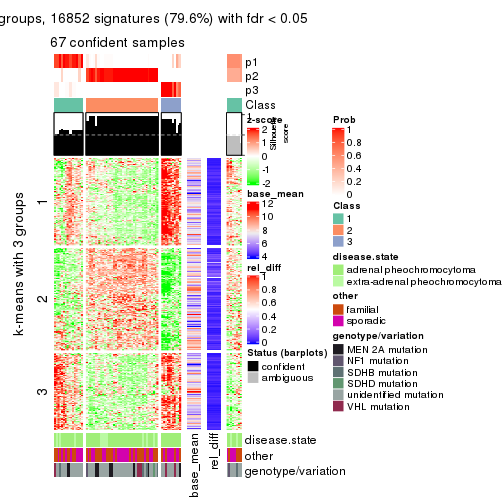 groups, 16852 signatures (79.6%) with fdr < 0.05
67 confident samples
p1
p2
p3
Class
1
Silhouette
score
k-means with 3 groups
1
2
3
disease.state
other
genotype/variation
base_mean
rel_diff
z-score
2
1
0
-1
-2
base_mean
12
10
8
6
4
rel_diff
1
0.8
0.6
0.4
0.2
0
Status (barplots)
confident
ambiguous
Prob
1
0.8
0.6
0.4
0.2
0
Class
1
2
3
disease.state
adrenal pheochromocytoma
extra-adrenal pheochromocytoma
other
familial
sporadic
genotype/variation
MEN 2A mutation
NF1 mutation
SDHB mutation
SDHD mutation
unidentified mutation
VHL mutation